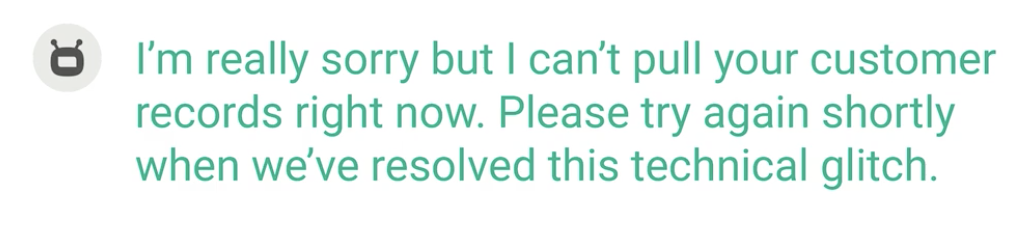 I’m really sorry but I can’t pull your customer
records right now. Please try again shortly
when we’ve resolved this technical glitch.